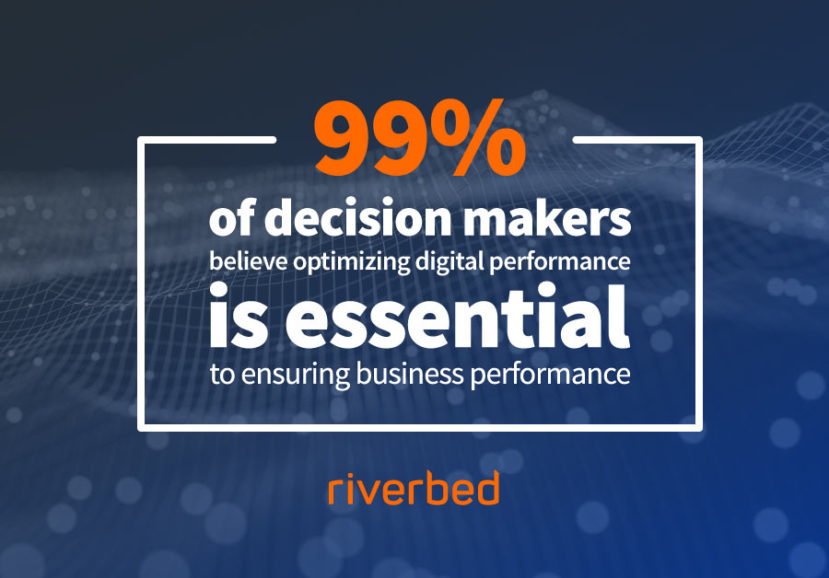 99%
of decision makers
believe optimizing digital performance
is essential
to ensuring business performance
riverbed